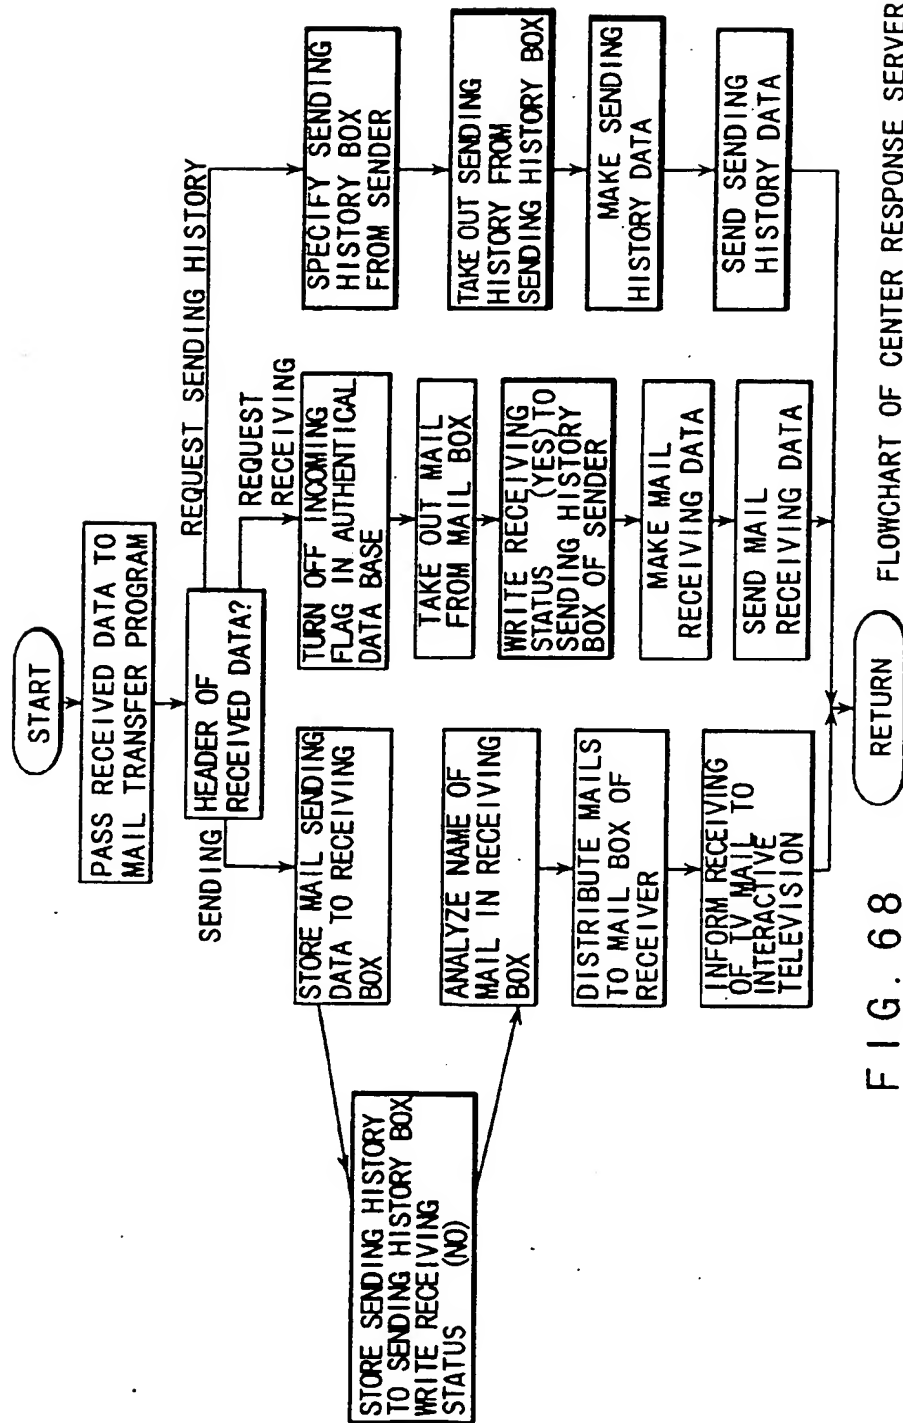 START
PASS RECEIVED DATA TO
MAIL TRANSFER PROGRAM
HEADER OF
RECEIVED DATA?
SENDING
REQUEST
RECEIVING
REQUEST SENDING HISTORY
STORE MAIL SENDING
DATA TO RECEIVING
BOX
STORE SENDING HISTORY
TO SENDING HISTORY BOX
WRITE RECEIVING
STATUS (NO)
ANALYZE NAME OF
MAIL IN RECEIVING
BOX
DISTRIBUTE MAILS
TO MAIL BOX OF
RECEIVER
INFORM RECEIVING
OF TV MAIL TO
INTERACTIVE
TELEVISION
TURN OFF INCOMING
FLAG IN AUTHENTICAL
DATA BASE
TAKE OUT MAIL
FROM MAIL BOX
WRITE RECEIVING
STATUS (YES) TO
SENDING HISTORY
BOX OF SENDER
MAKE MAIL
RECEIVING DATA
SEND MAIL
RECEIVING DATA
SPECIFY SENDING
HISTORY BOX
FROM SENDER
TAKE OUT SENDING
HISTORY FROM
SENDING HISTORY BOX
MAKE SENDING
HISTORY DATA
SEND SENDING
HISTORY DATA
RETURN
FIG. 68
FLOWCHART OF CENTER RESPONSE SERVER